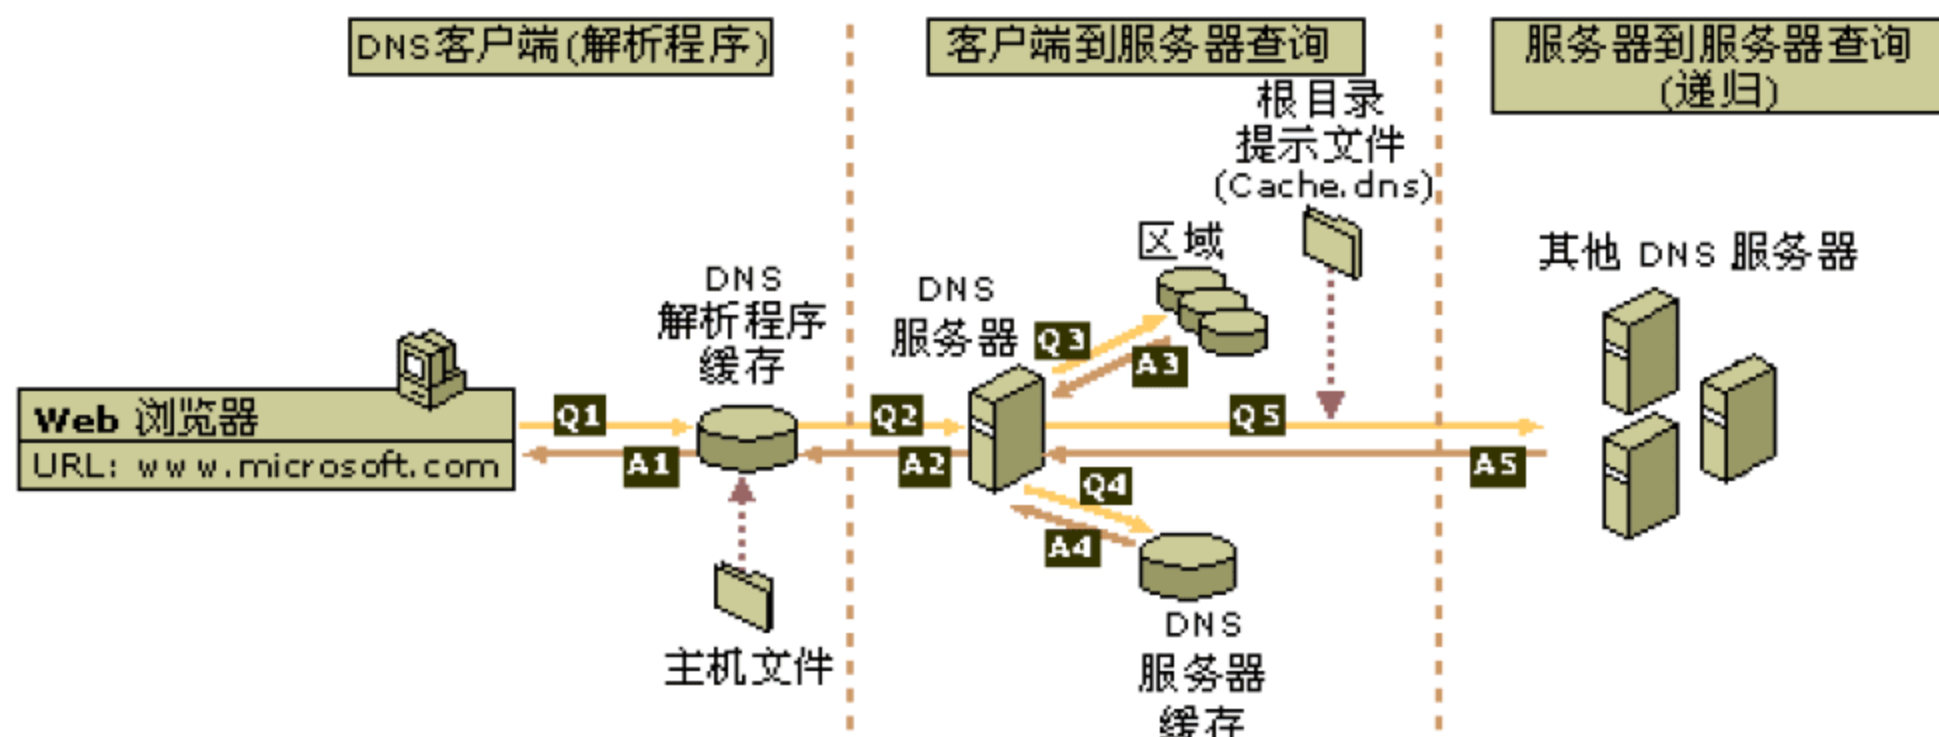 DNS客户端(解析程序)
客户端到服务器查询
服务器到服务器查询
(递归)
根目录
提示文件
(Cache.dns)
区域
其他 DNS 服务器
DNS
解析程序
缓存
DNS
服务器
Q3
A3
Web 浏览器
URL: www.microsoft.com
Q1
A1
Q2
A2
Q5
A5
Q4
A4
主机文件
DNS
服务器
缓存